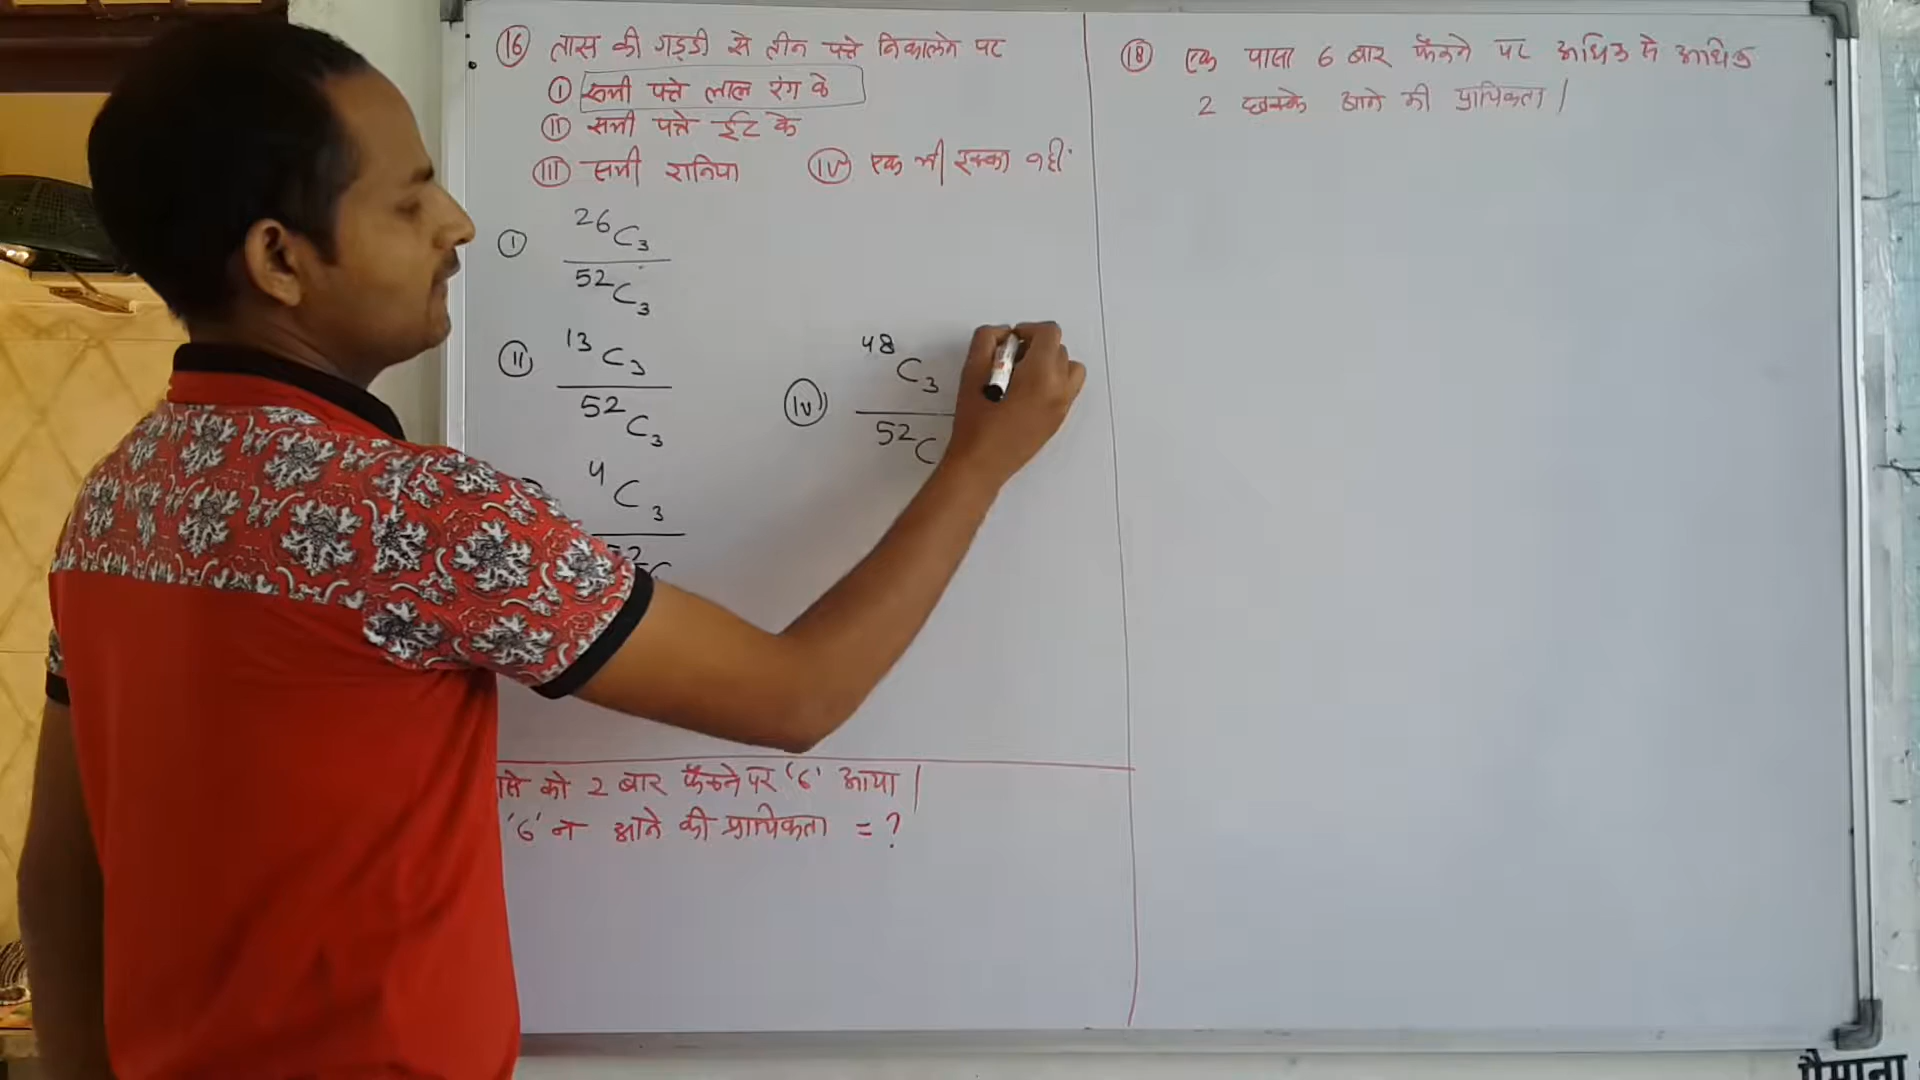 16 तास की गड्डी से तीन पत्ते निकालने पर
I सभी पत्ते लाल रंग के
II सभी पत्ते ईंट के
III सभी रानिया
IV एक भी इक्का नहीं
I 26C3
52C3
II 13C3
52C3
4C3
52C
IV 48C3
52C
को 2 बार फेंकने पर '6' आया |
'6' न आने की प्रायिकता = ?
18 एक पासा 6 बार फेंकने पर अधिक से अधिक
2 छक्के आने की प्रायिकता |
पैमाना